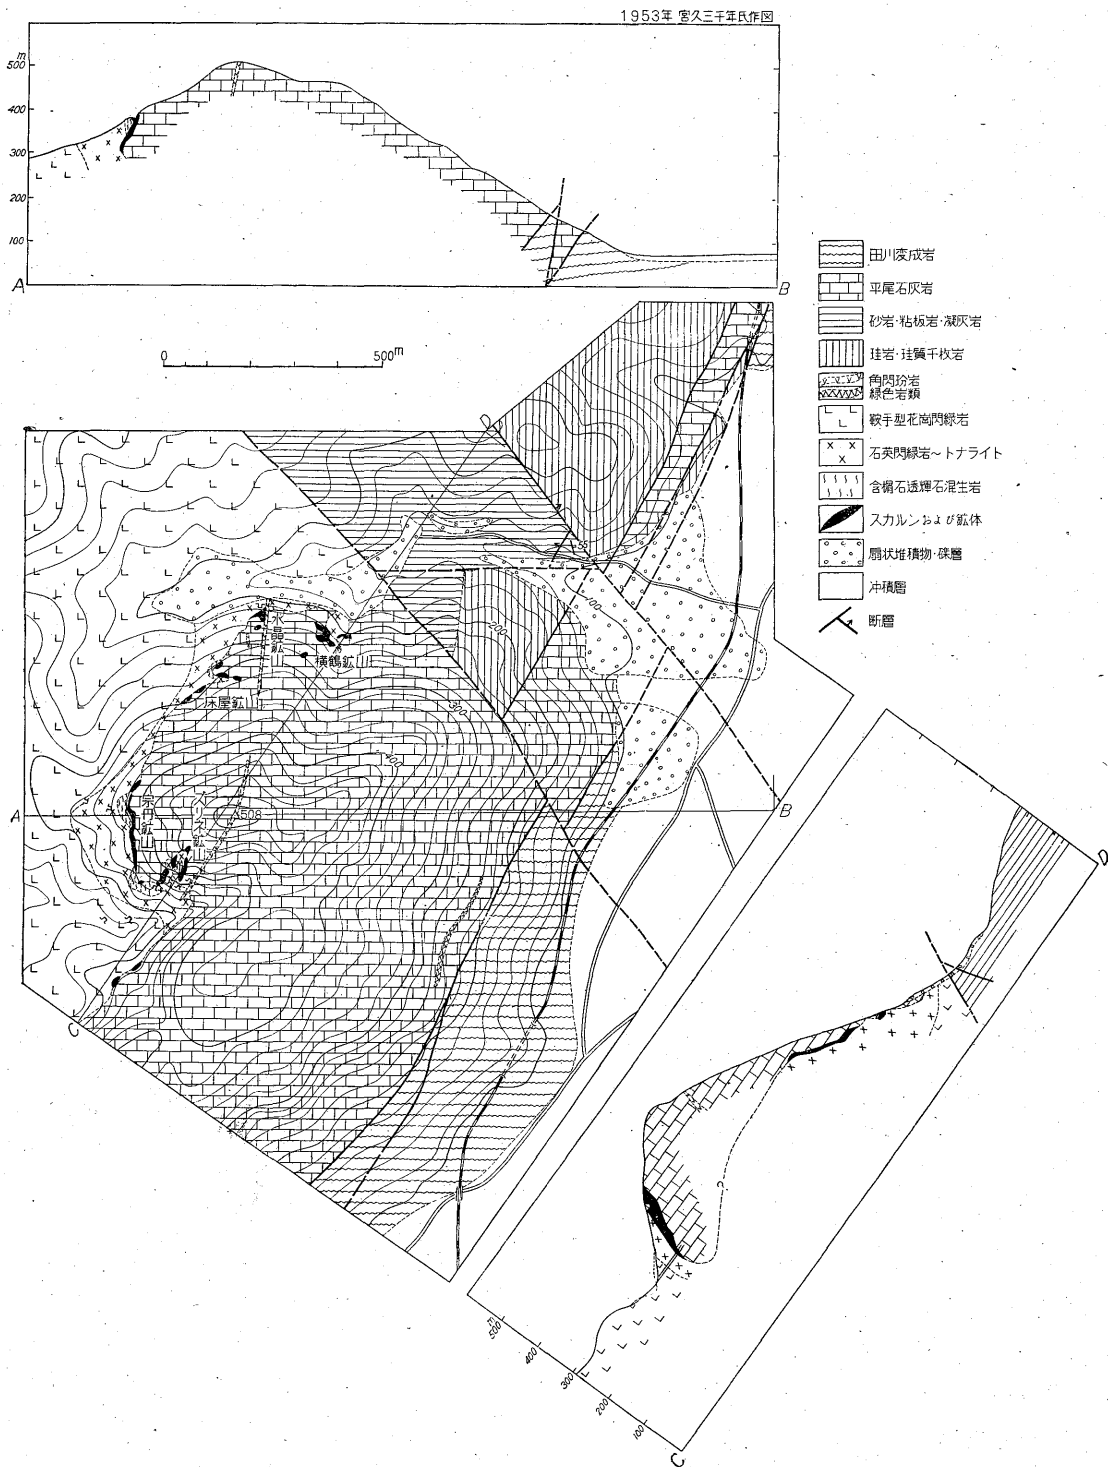 1953年 宮久三千年氏作図
m
500
400
300
200
100
A
B
田川変成岩
平尾石灰岩
砂岩・粘板岩・凝灰岩
珪岩・珪質千枚岩
角閃玢岩
緑色岩類
鞍手型花崗閃緑岩
石英閃緑岩~トナライト
含橄石透輝石混生岩
スカルンおよび鉱体
扇状堆積物・礫層
沖積層
断層
0
500m
D
55
100
200
水晶鉱山
横鶴鉱山
床屋鉱山
300
400
A
宗円鉱山
508
B
? ?
C
D
?
m
500
400
300
200
100
C